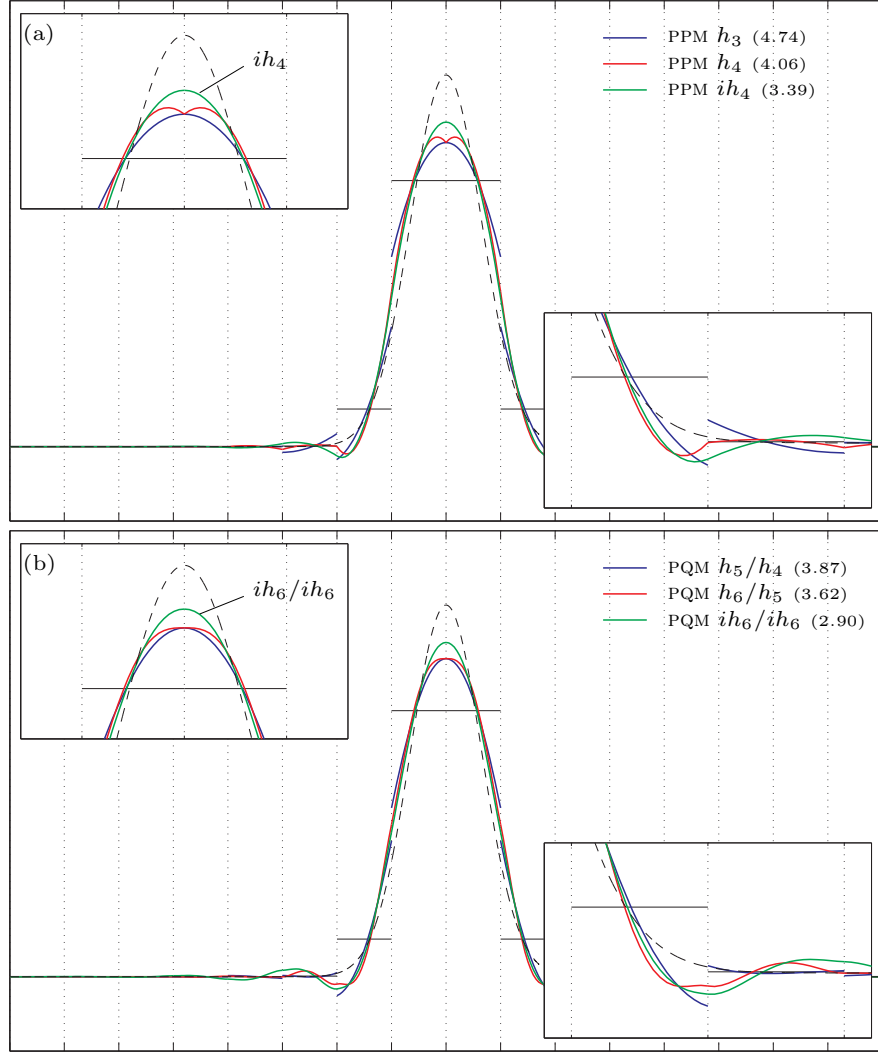 (a)
ih₄
PPM h₃ (4.74)
PPM h₄ (4.06)
PPM ih₄ (3.39)
(b)
ih₆/ih₆
PQM h₅/h₄ (3.87)
PQM h₆/h₅ (3.62)
PQM ih₆/ih₆ (2.90)